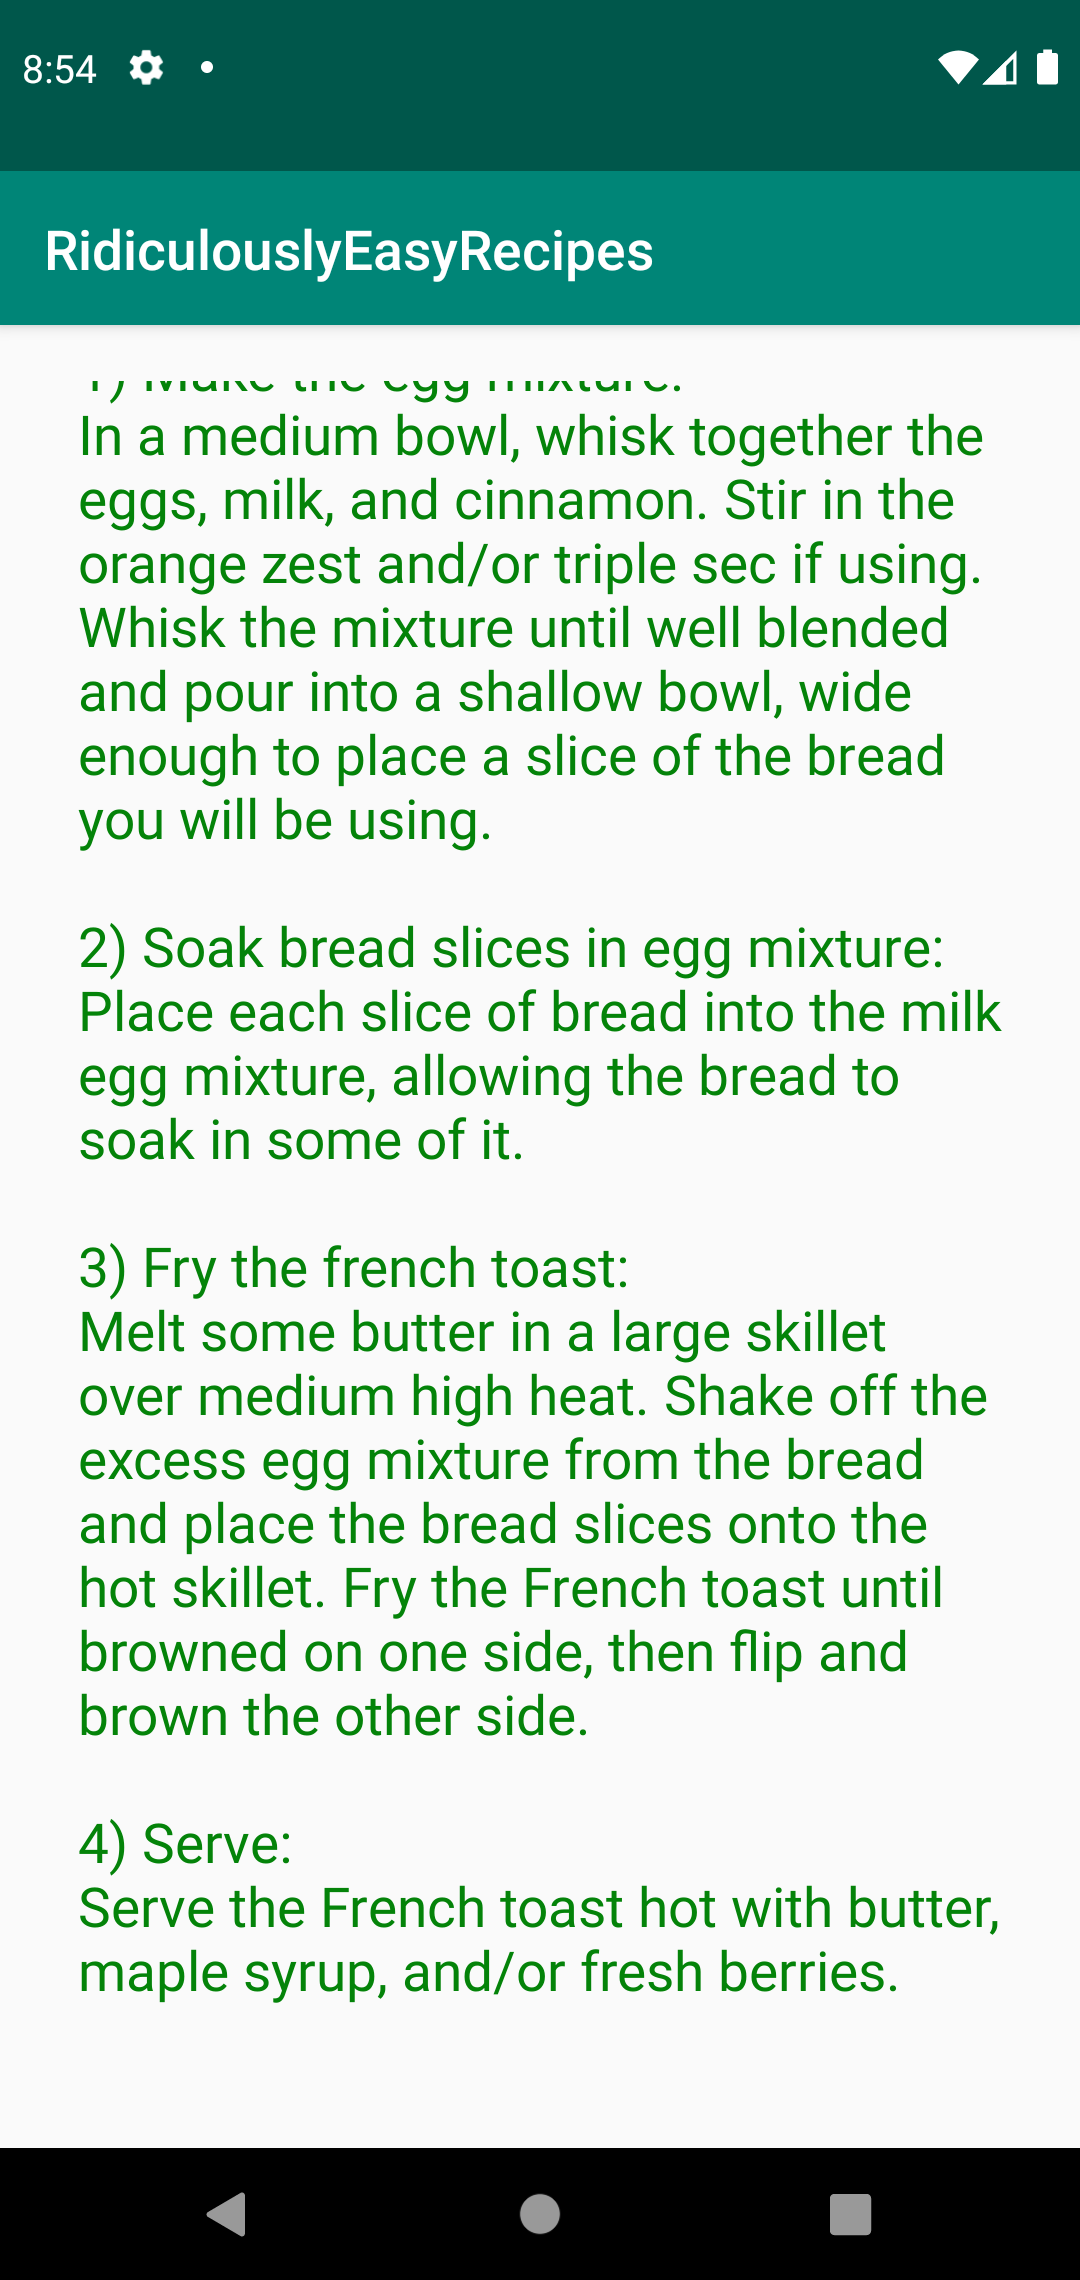 8:54
RidiculouslyEasyRecipes
1) Make the egg mixture:
In a medium bowl, whisk together the
eggs, milk, and cinnamon. Stir in the
orange zest and/or triple sec if using.
Whisk the mixture until well blended
and pour into a shallow bowl, wide
enough to place a slice of the bread
you will be using.
2) Soak bread slices in egg mixture:
Place each slice of bread into the milk
egg mixture, allowing the bread to
soak in some of it.
3) Fry the french toast:
Melt some butter in a large skillet
over medium high heat. Shake off the
excess egg mixture from the bread
and place the bread slices onto the
hot skillet. Fry the French toast until
browned on one side, then flip and
brown the other side.
4) Serve:
Serve the French toast hot with butter,
maple syrup, and/or fresh berries.